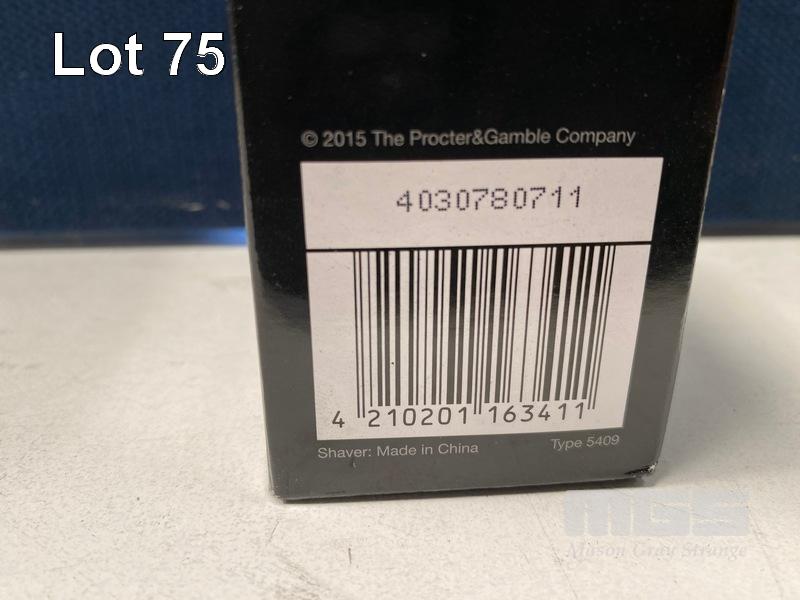 Lot 75
© 2015 The Procter&Gamble Company
4030780711
4 210201 163411
Shaver: Made in China
Type 5409
MGS
Mason Gray Strange